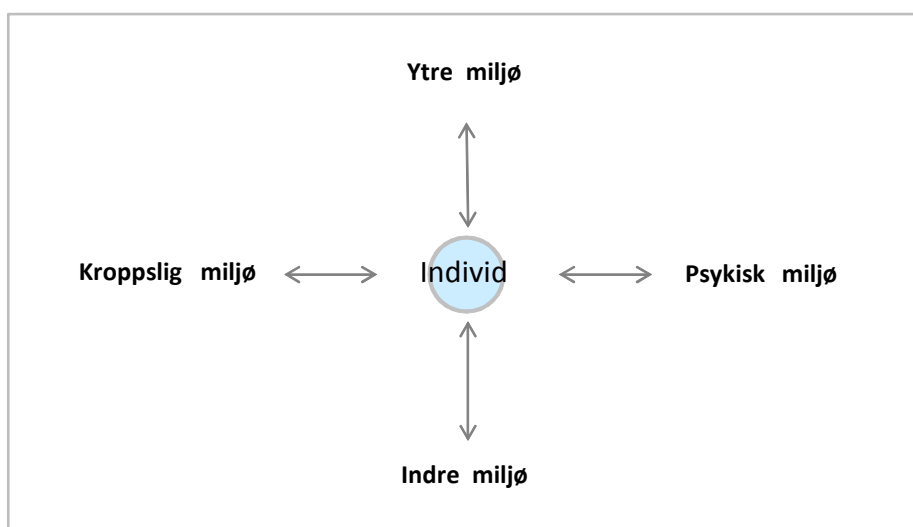 Ytre miljø
Kroppslig miljø
Individ
Psykisk miljø
Indre miljø